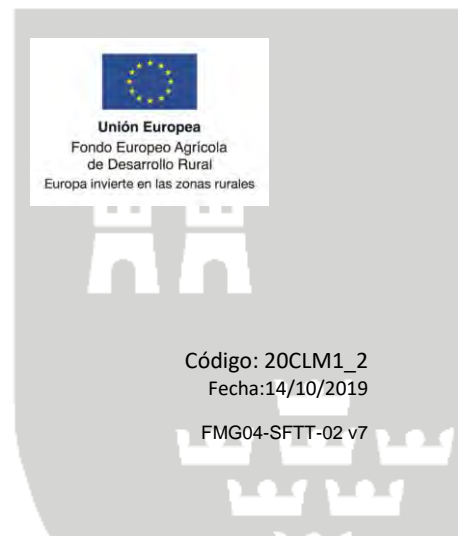 Unión Europea
Fondo Europeo Agrícola
de Desarrollo Rural
Europa invierte en las zonas rurales
Código: 20CLM1_2
Fecha:14/10/2019
FMG04-SFTT-02 v7